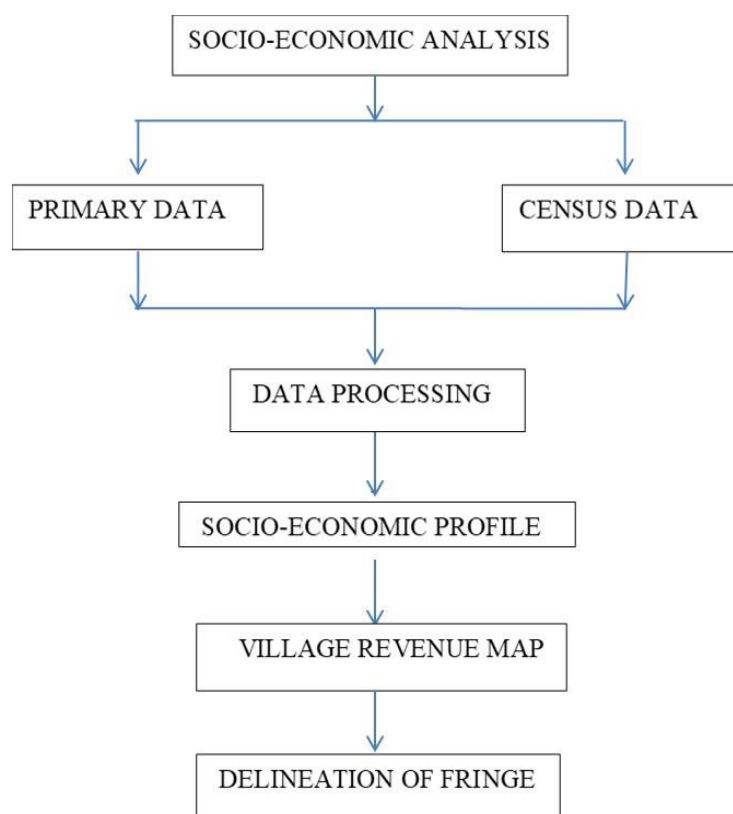 SOCIO-ECONOMIC ANALYSIS
PRIMARY DATA
CENSUS DATA
DATA PROCESSING
SOCIO-ECONOMIC PROFILE
VILLAGE REVENUE MAP
DELINEATION OF FRINGE